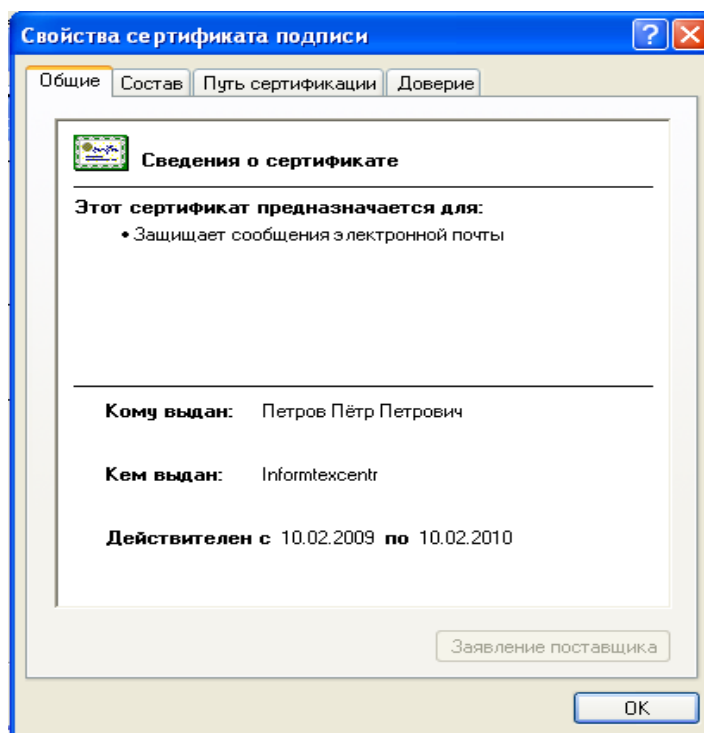 Свойства сертификата подписи
Общие Состав Путь сертификации Доверие
Сведения о сертификате
Этот сертификат предназначается для:
• Защищает сообщения электронной почты
Кому выдан: Петров Пётр Петрович
Кем выдан: Informtexcentr
Действителен с 10.02.2009 по 10.02.2010
Заявление поставщика
OK